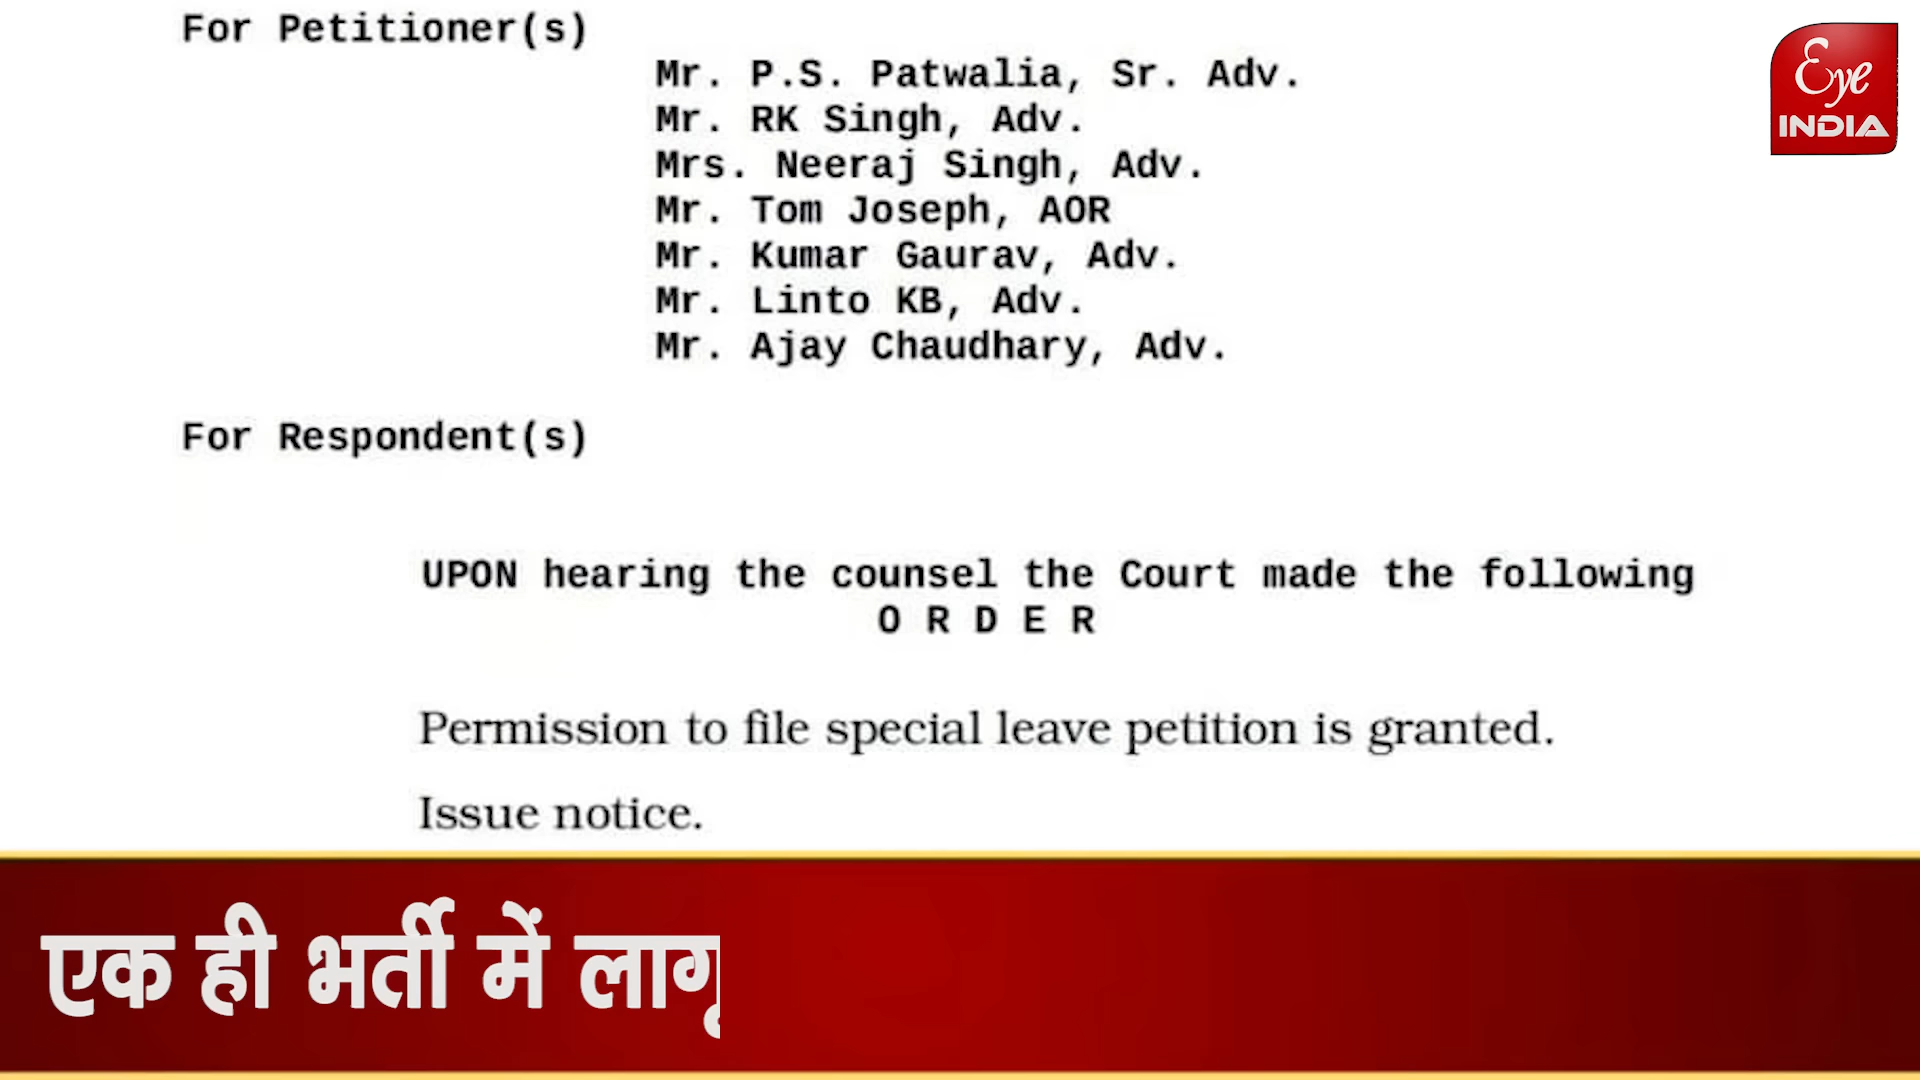 For Petitioner(s)
Mr. P.S. Patwalia, Sr. Adv.
Mr. RK Singh, Adv.
Mrs. Neeraj Singh, Adv.
Mr. Tom Joseph, AOR
Mr. Kumar Gaurav, Adv.
Mr. Linto KB, Adv.
Mr. Ajay Chaudhary, Adv.
For Respondent(s)
UPON hearing the counsel the Court made the following
O R D E R
Permission to file special leave petition is granted.
Issue notice.
एक ही भर्ती में लागू
Eye
INDIA